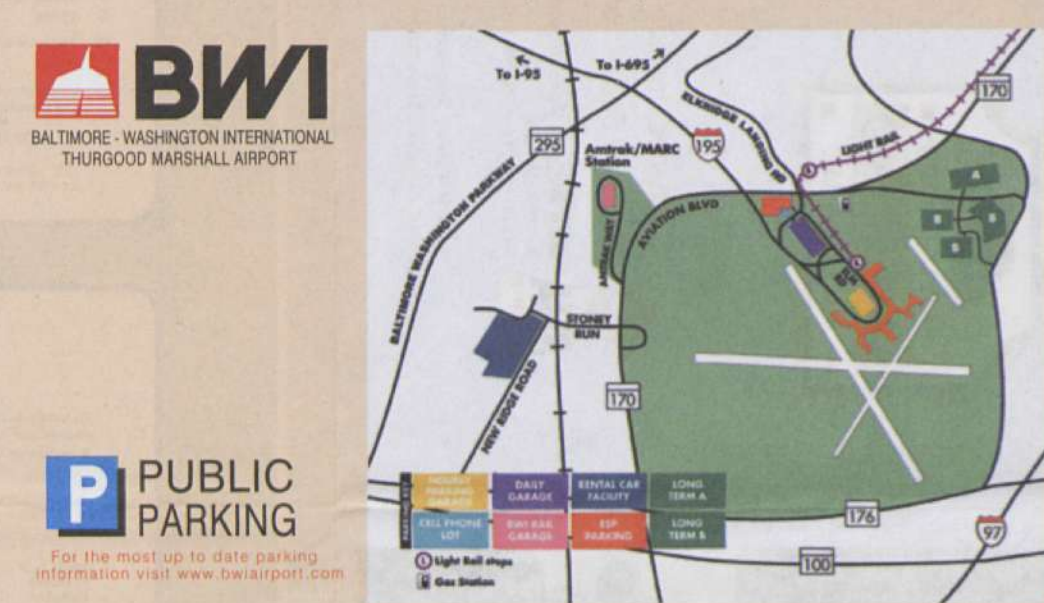 BWI
BALTIMORE - WASHINGTON INTERNATIONAL
THURGOOD MARSHALL AIRPORT
P PUBLIC
PARKING
For the most up to date parking
information visit www.bwiairport.com
To I-95
To I-695
170
295
ELKRIDGE LANDING RD
195
LIGHT RAIL
Amtrak/MARC
Station
A
BALTIMORE WASHINGTON PARKWAY
AVIATION BLVD
AMTRAK WAY
L
L
STONEY
RUN
NEW RIDGE ROAD
170
HOURLY
PARKING
GARAGE
DAILY
GARAGE
RENTAL CAR
FACILITY
LONG
TERM A
CELL PHONE
LOT
BWI RAIL
GARAGE
ESP
PARKING
LONG
TERM B
L Light Rail stops
Gas Station
176
100
97